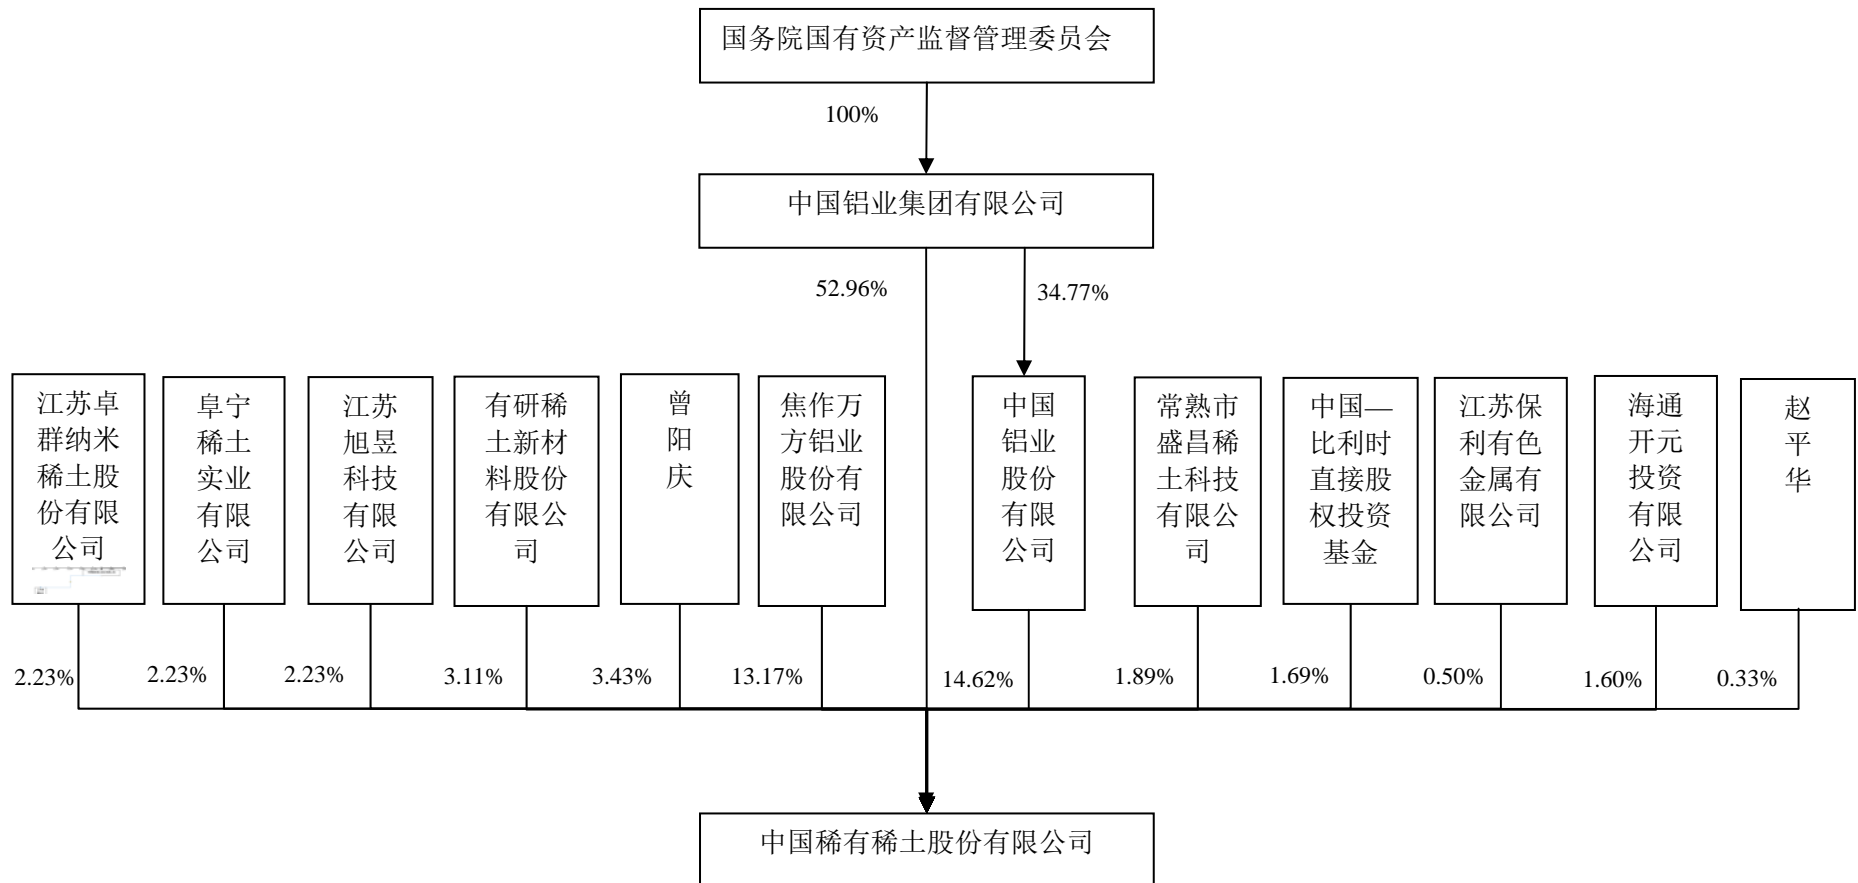 国务院国有资产监督管理委员会
100%
中国铝业集团有限公司
52.96%
34.77%
江苏卓
群纳米
稀土股
份有限
公司
阜宁
稀土
实业
有限
公司
江苏
旭昱
科技
有限
公司
有研稀
土新材
料股份
有限公
司
曾
阳
庆
焦作万
方铝业
股份有
限公司
中国
铝业
股份
有限
公司
常熟市
盛昌稀
土科技
有限公
司
中国—
比利时
直接股
权投资
基金
江苏保
利有色
金属有
限公司
海通
开元
投资
有限
公司
赵
平
华
2.23%
2.23%
2.23%
3.11%
3.43%
13.17%
14.62%
1.89%
1.69%
0.50%
1.60%
0.33%
中国稀有稀土股份有限公司